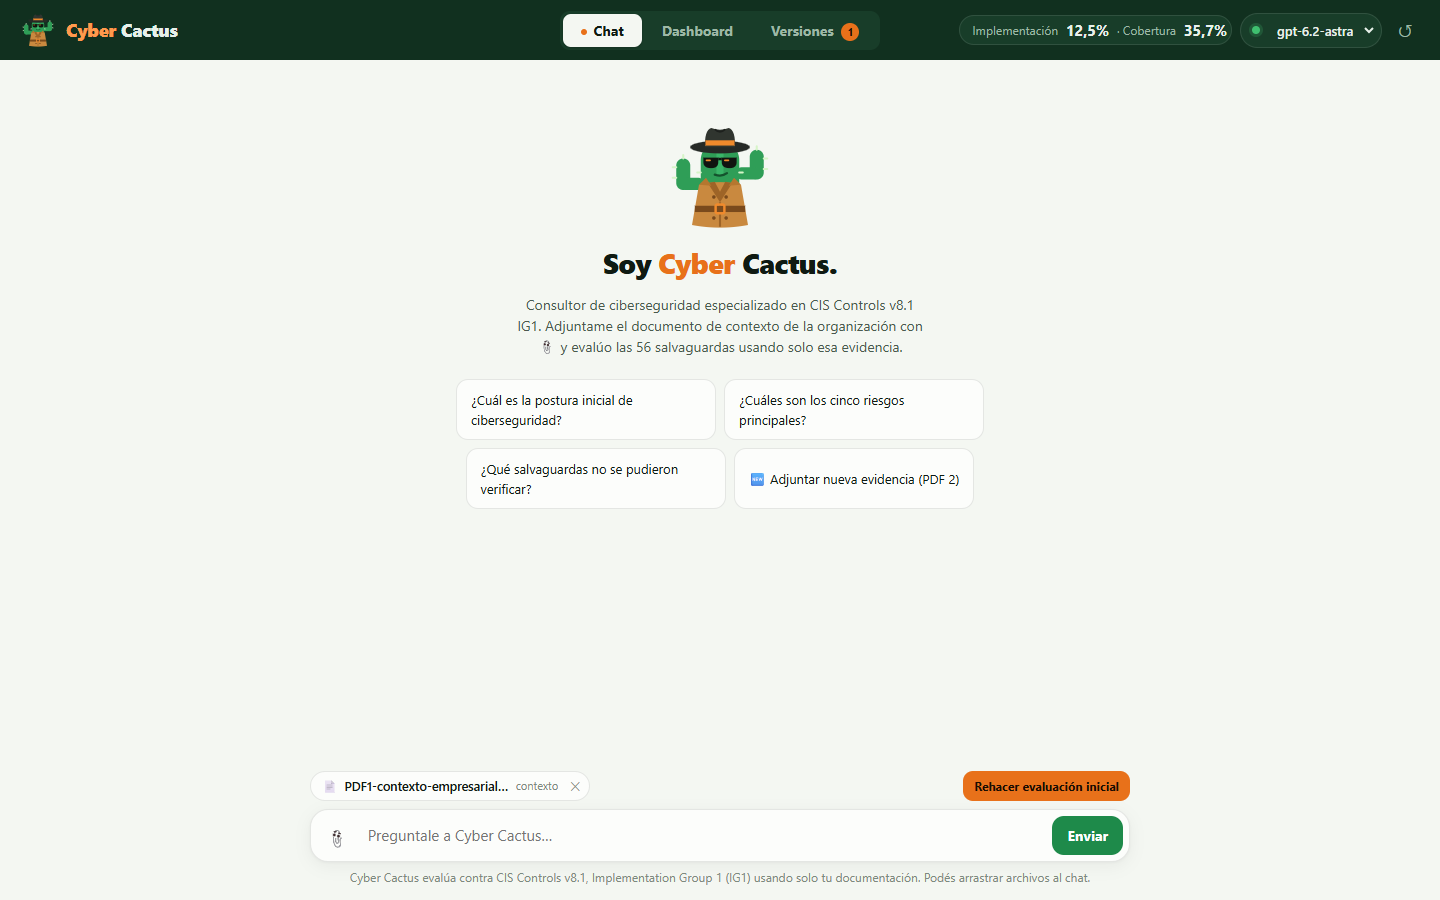 Cyber Cactus
Chat
Dashboard
Versiones 1
Implementación 12,5% · Cobertura 35,7%
gpt-6.2-astra
Soy Cyber Cactus.
Consultor de ciberseguridad especializado en CIS Controls v8.1
IG1. Adjuntame el documento de contexto de la organización con
y evalúo las 56 salvaguardas usando solo esa evidencia.
¿Cuál es la postura inicial de
ciberseguridad?
¿Cuáles son los cinco riesgos
principales?
¿Qué salvaguardas no se pudieron
verificar?
NEW Adjuntar nueva evidencia (PDF 2)
PDF1-contexto-empresarial... contexto
Rehacer evaluación inicial
Preguntale a Cyber Cactus...
Enviar
Cyber Cactus evalúa contra CIS Controls v8.1, Implementation Group 1 (IG1) usando solo tu documentación. Podés arrastrar archivos al chat.